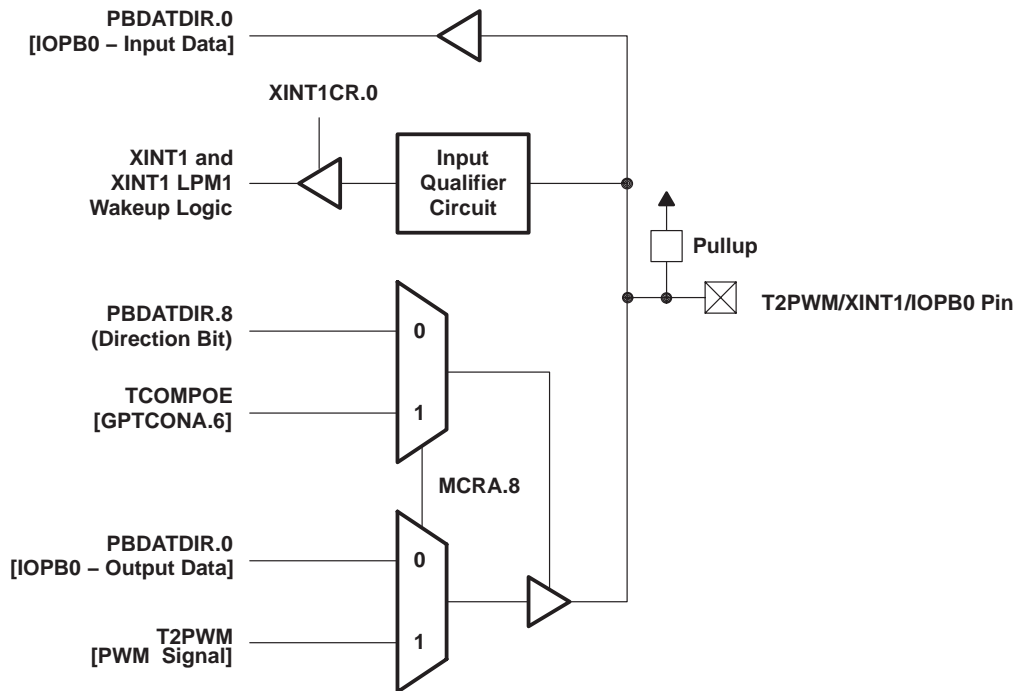 PBDATDIR.0
[IOPB0 – Input Data]
XINT1CR.0
XINT1 and
XINT1 LPM1
Wakeup Logic
Input
Qualifier
Circuit
Pullup
T2PWM/XINT1/IOPB0 Pin
PBDATDIR.8
(Direction Bit)
0
TCOMPOE
[GPTCONA.6]
1
MCRA.8
PBDATDIR.0
[IOPB0 – Output Data]
0
T2PWM
[PWM Signal]
1